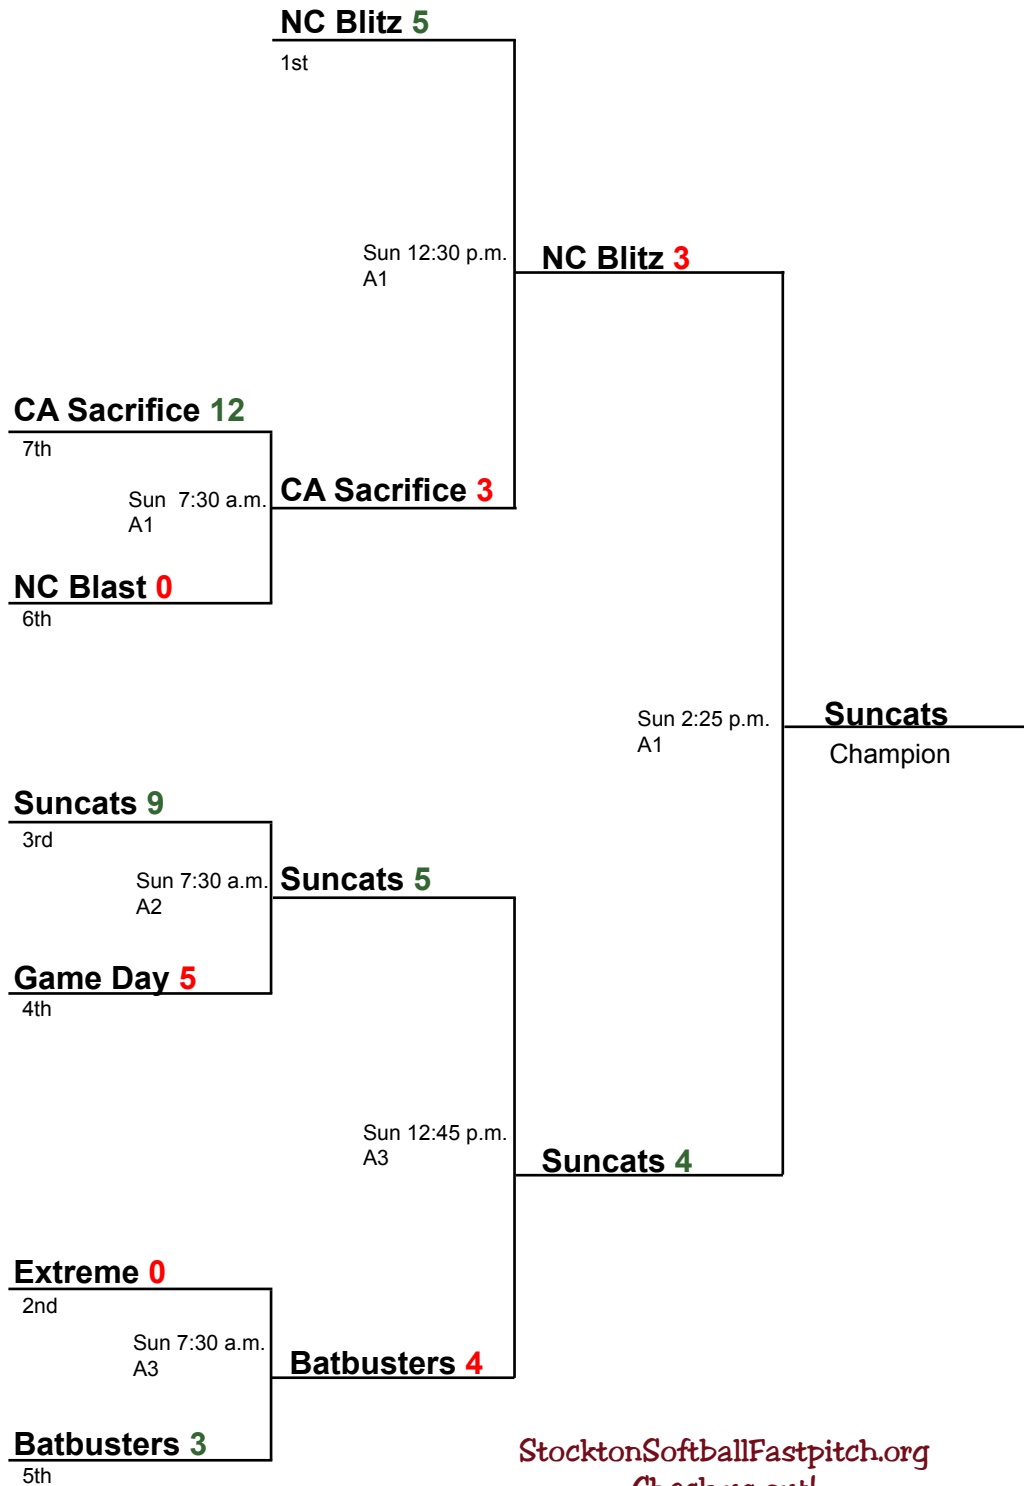 NC Blitz 5
1st
Sun 12:30 p.m.
A1
NC Blitz 3
CA Sacrifice 12
7th
Sun 7:30 a.m.
A1
CA Sacrifice 3
NC Blast 0
6th
Sun 2:25 p.m.
A1
Suncats
Champion
Suncats 9
3rd
Sun 7:30 a.m.
A2
Suncats 5
Game Day 5
4th
Sun 12:45 p.m.
A3
Suncats 4
Extreme 0
2nd
Sun 7:30 a.m.
A3
Batbusters 4
Batbusters 3
5th
StocktonSoftballFastpitch.org
Check us out!